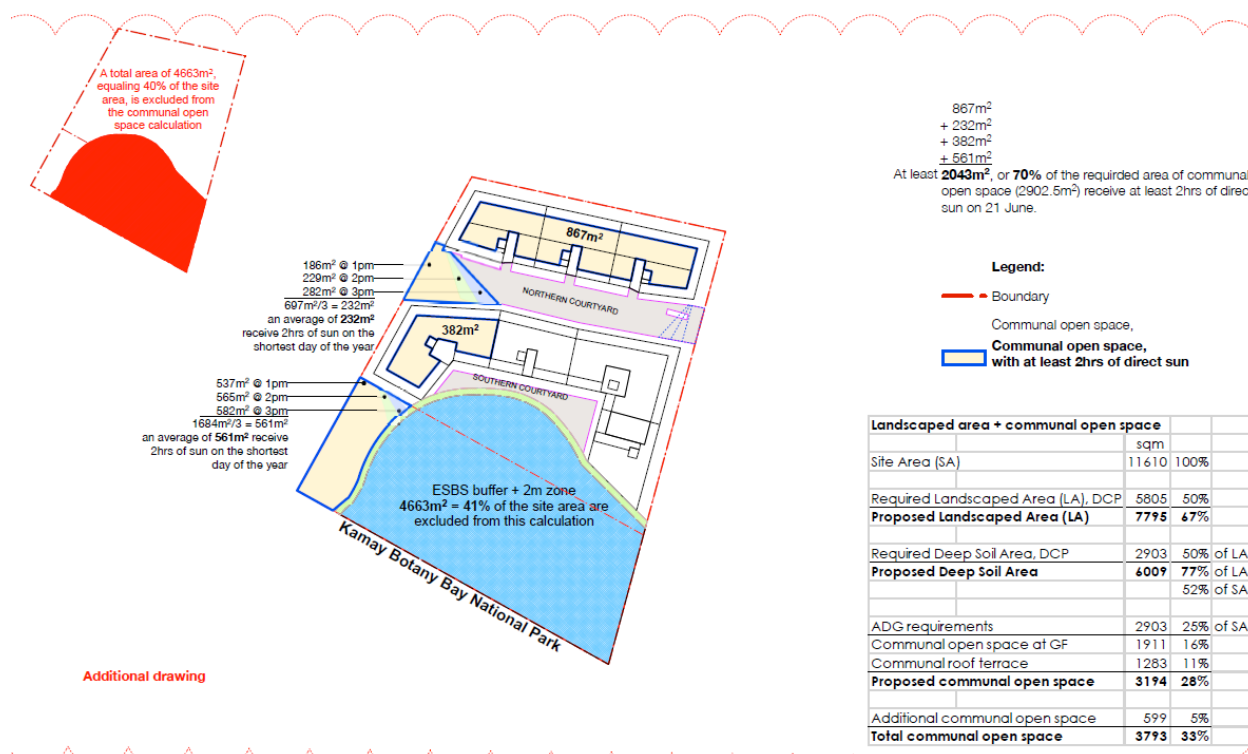 A total area of 4663m²,
equaling 40% of the site
area, is excluded from
the communal open
space calculation
867m²
+ 232m²
+ 382m²
+ 561m²
At least 2043m², or 70% of the requirded area of communal
open space (2902.5m²) receive at least 2hrs of direc
sun on 21 June.
Legend:
Boundary
Communal open space,
Communal open space,
with at least 2hrs of direct sun
867m²
NORTHERN COURTYARD
186m² @ 1pm
229m² @ 2pm
282m² @ 3pm
697m²/3 = 232m²
an average of 232m²
receive 2hrs of sun on the
shortest day of the year
382m²
SOUTHERN COURTYARD
537m² @ 1pm
565m² @ 2pm
582m² @ 3pm
1684m²/3 = 561m²
an average of 561m² receive
2hrs of sun on the shortest
day of the year
ESBS buffer + 2m zone
4663m² = 41% of the site area are
excluded from this calculation
Kamay Botany Bay National Park
Additional drawing
Landscaped area + communal open space
sqm
Site Area (SA) 11610 100%
Required Landscaped Area (LA), DCP 5805 50%
Proposed Landscaped Area (LA) 7795 67%
Required Deep Soil Area, DCP 2903 50% of LA
Proposed Deep Soil Area 6009 77% of LA
52% of SA
ADG requirements 2903 25% of SA
Communal open space at GF 1911 16%
Communal roof terrace 1283 11%
Proposed communal open space 3194 28%
Additional communal open space 599 5%
Total communal open space 3793 33%